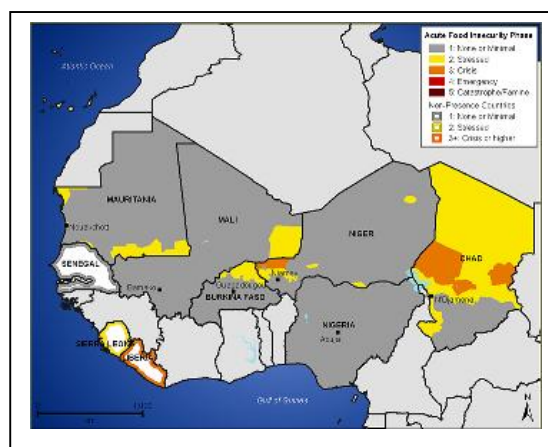 Acute Food Insecurity Phase
1: None or Minimal
2: Stressed
3: Crisis
4: Emergency
5: Catastrophe/Famine
Non-Presence Countries
1: None or Minimal
2: Stressed
3+: Crisis or higher
Atlantic Ocean
MAURITANIA
Nouakchott
MALI
NIGER
CHAD
SENEGAL
Bamako
Ouagadougou
Niamey
BURKINA FASO
N'Djamena
NIGERIA
Abuja
SIERRA LEONE
LIBERIA
Gulf of Guinea
N